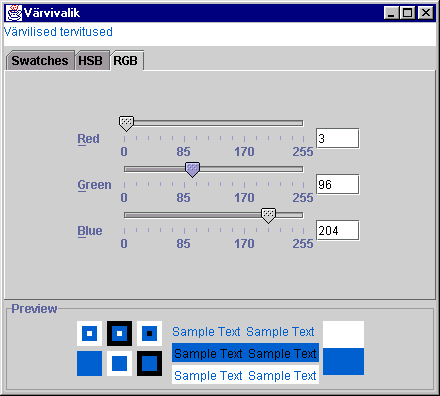 Värvivalik
Värvilised tervitused
Swatches HSB RGB
Red 3
0 85 170 255
Green 96
0 85 170 255
Blue 204
0 85 170 255
Preview
Sample Text Sample Text
Sample Text Sample Text
Sample Text Sample Text